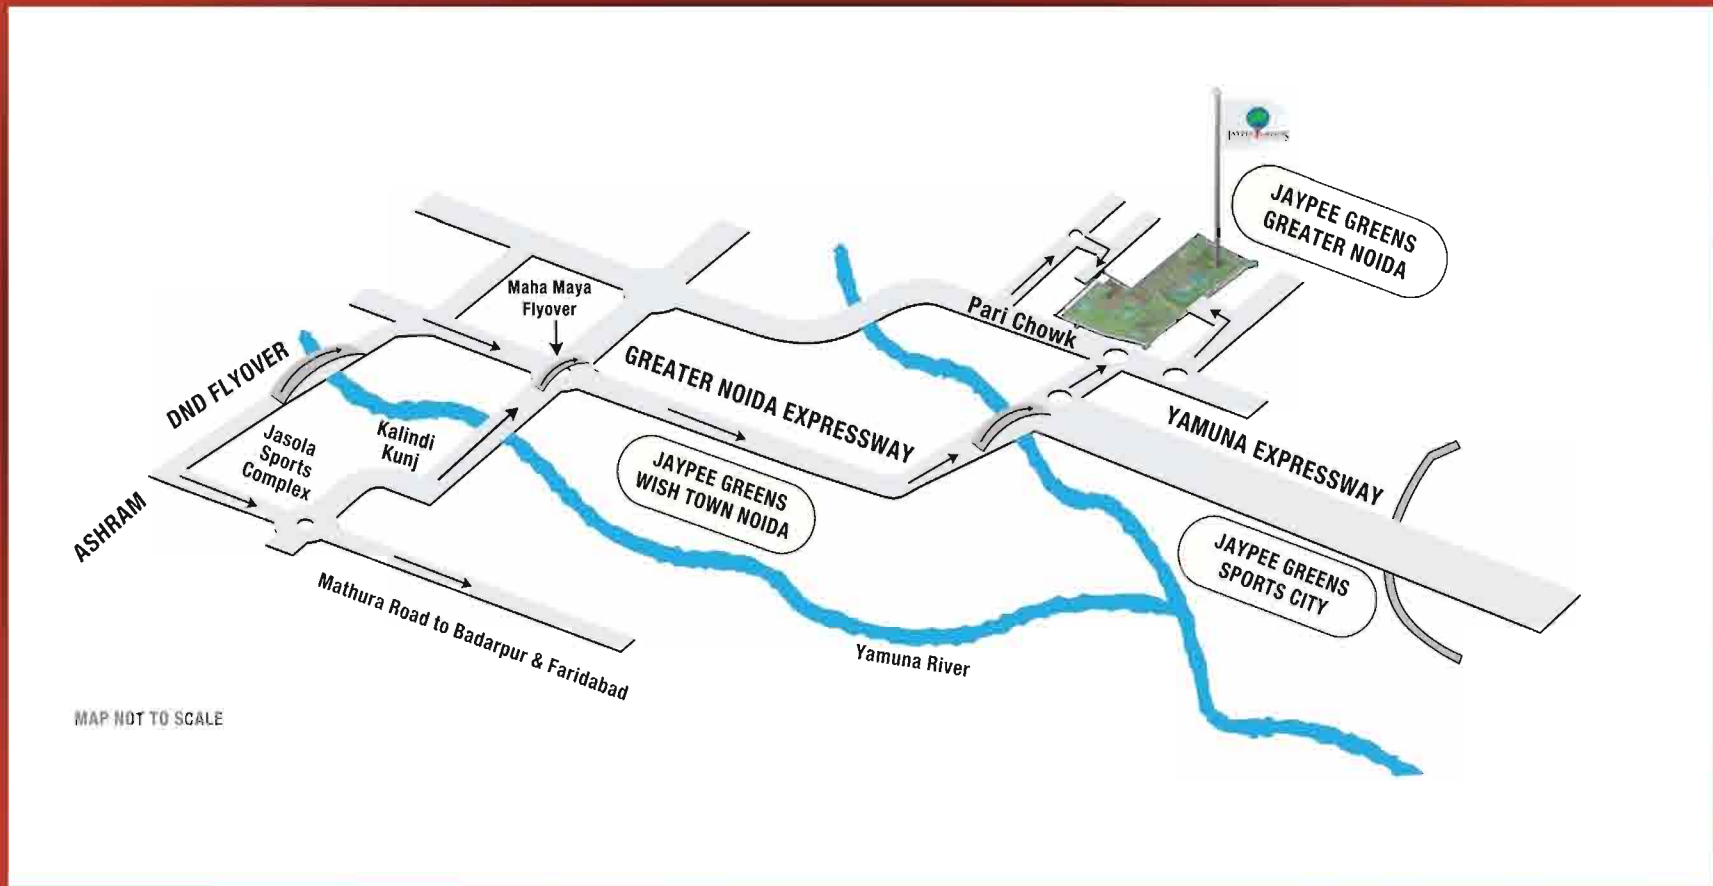 JAYPEE GREENS
JAYPEE GREENS
GREATER NOIDA
Maha Maya
Flyover
Pari Chowk
DND FLYOVER
GREATER NOIDA EXPRESSWAY
YAMUNA EXPRESSWAY
Jasola
Sports
Complex
Kalindi
Kunj
JAYPEE GREENS
WISH TOWN NOIDA
ASHRAM
JAYPEE GREENS
SPORTS CITY
Mathura Road to Badarpur & Faridabad
Yamuna River
MAP NOT TO SCALE